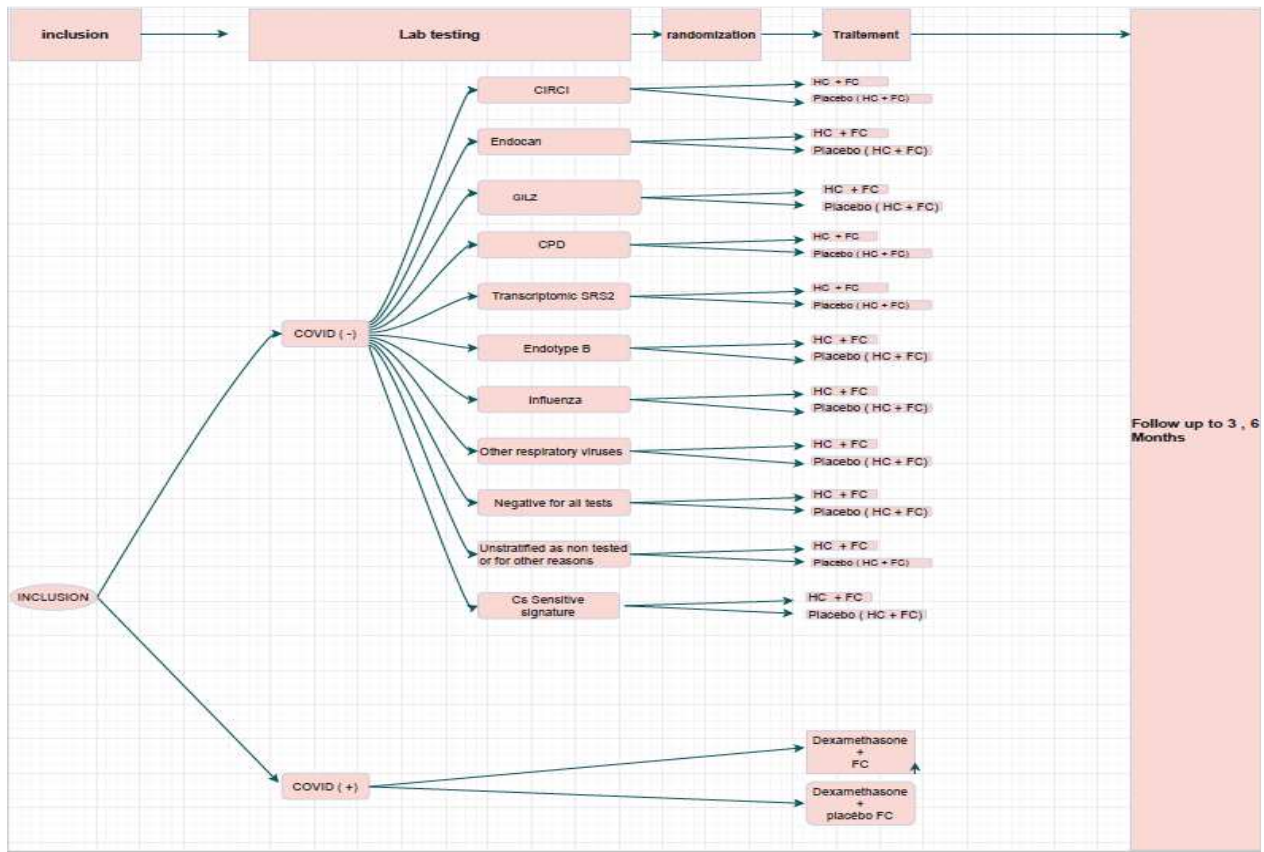 inclusion
Lab testing
randomization
Traitement
CIRCI
HC + FC
Placebo ( HC + FC)
Endocan
HC + FC
Placebo ( HC + FC)
GILZ
HC + FC
Placebo ( HC + FC)
CPD
HC + FC
Placebo ( HC + FC)
Transcriptomic SRS2
HC + FC
Placebo ( HC + FC)
COVID ( -)
Endotype B
HC + FC
Placebo ( HC + FC)
Influenza
HC + FC
Placebo ( HC + FC)
Other respiratory viruses
HC + FC
Placebo ( HC + FC)
Negative for all tests
HC + FC
Placebo ( HC + FC)
Unstratified as non tested
or for other reasons
HC + FC
Placebo ( HC + FC)
Cs Sensitive
signature
HC + FC
Placebo ( HC + FC)
INCLUSION
COVID ( +)
Dexamethasone
+
FC
Dexamethasone
+
placébo FC
Follow up to 3 , 6
Months